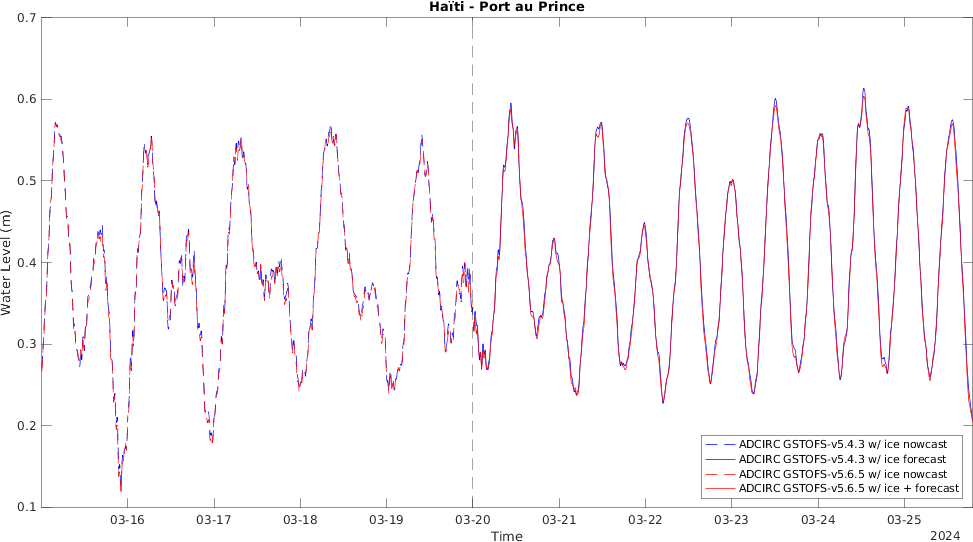 Haïti - Port au Prince
0.7
0.6
0.5
0.4
0.3
0.2
0.1
Water Level (m)
03-16 03-17 03-18 03-19 03-20 03-21 03-22 03-23 03-24 03-25
Time
2024
ADCIRC GSTOFS-v5.4.3 w/ ice nowcast
ADCIRC GSTOFS-v5.4.3 w/ ice forecast
ADCIRC GSTOFS-v5.6.5 w/ ice nowcast
ADCIRC GSTOFS-v5.6.5 w/ ice + forecast